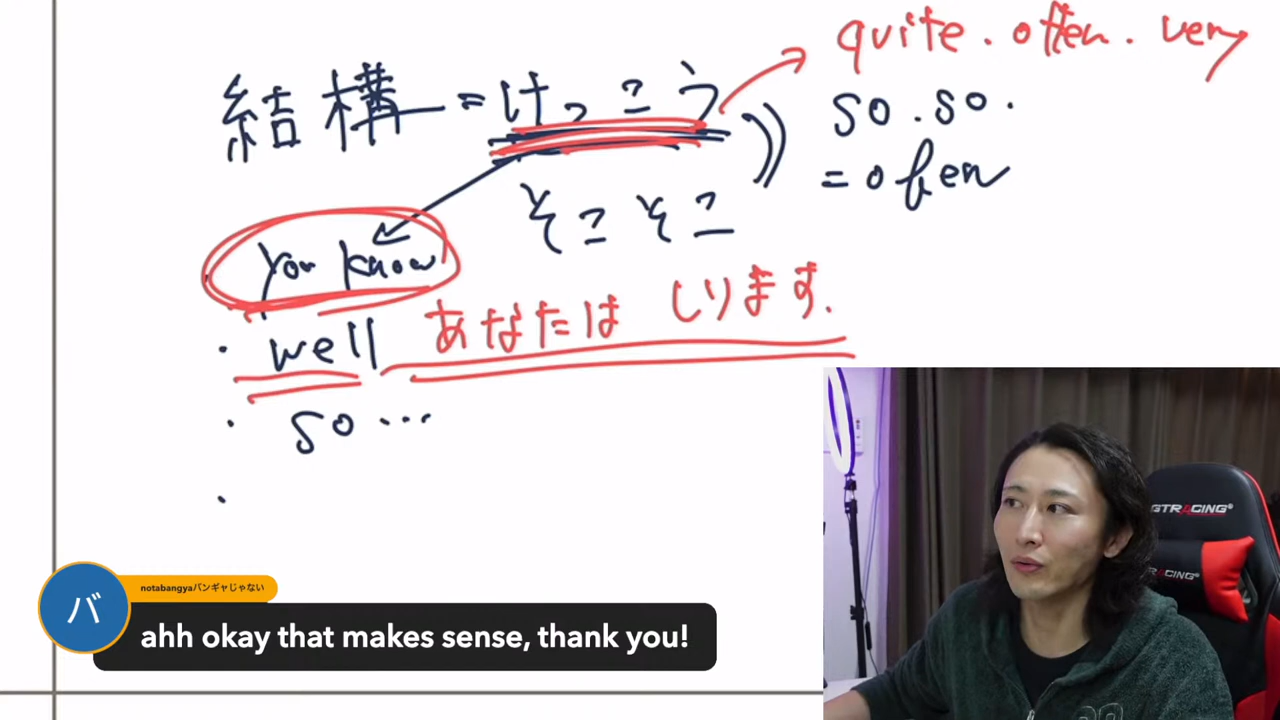 quite. often. very
結構 = けっこう
so. so.
= often
そこそこ
you know
・ well あなたは しります.
・ so...
・
GTRACING®
GTRACING®
notabangyaバンギャじゃない
バ
ahh okay that makes sense, thank you!